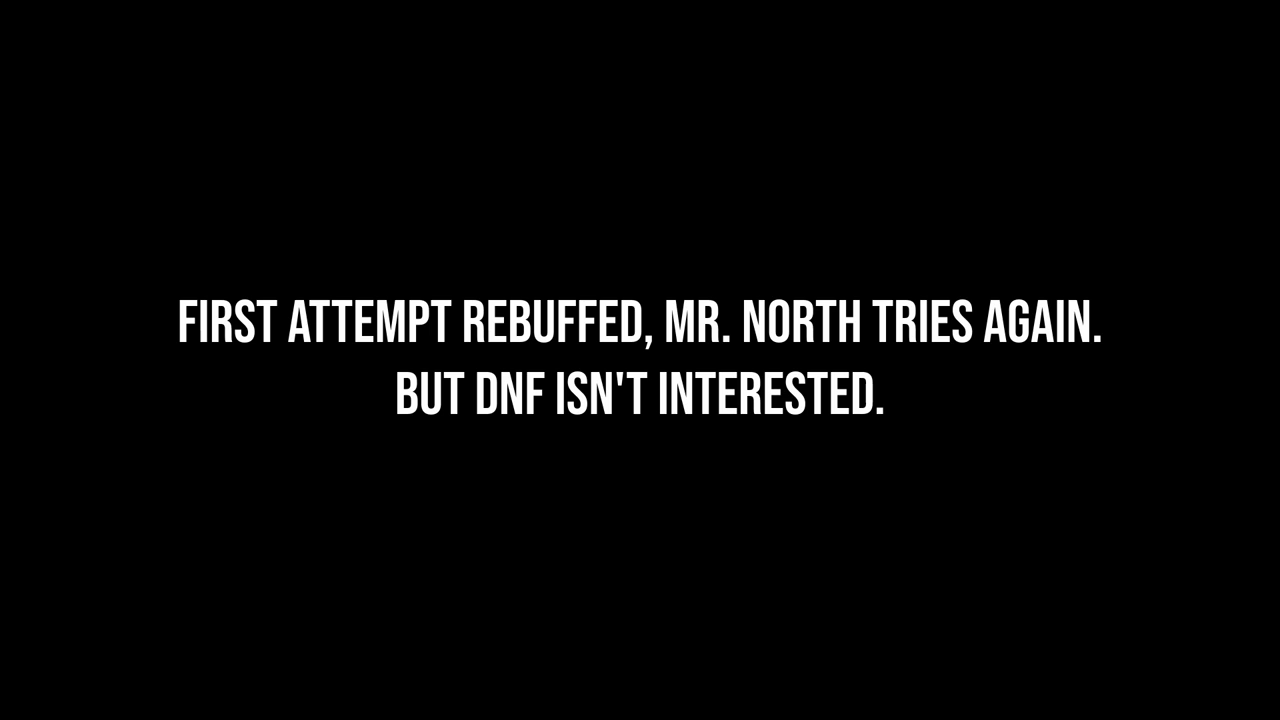 FIRST ATTEMPT REBUFFED, MR. NORTH TRIES AGAIN.
BUT DNF ISN'T INTERESTED.